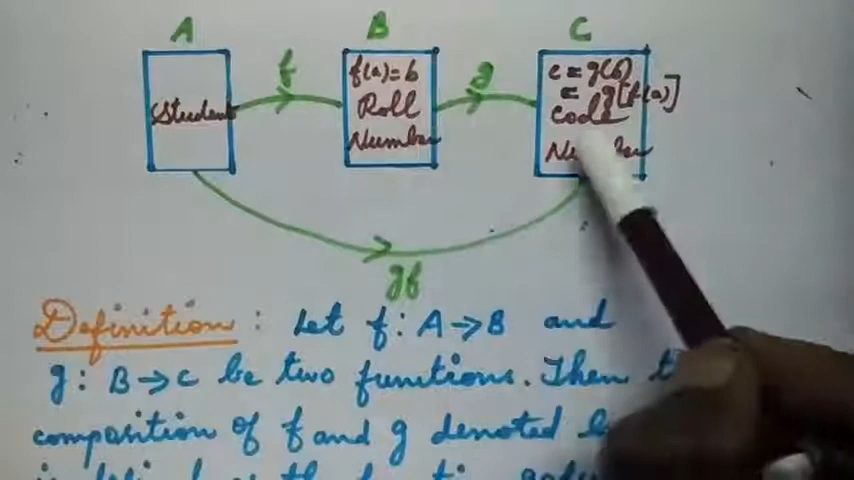 A B C
f g
Student
f(a) = b
Roll
Number
c = g(b)
= g[f(a)]
code
gf
Definition : Let f : A → B and
g : B → C be two functions. Then
composition of f and g denoted